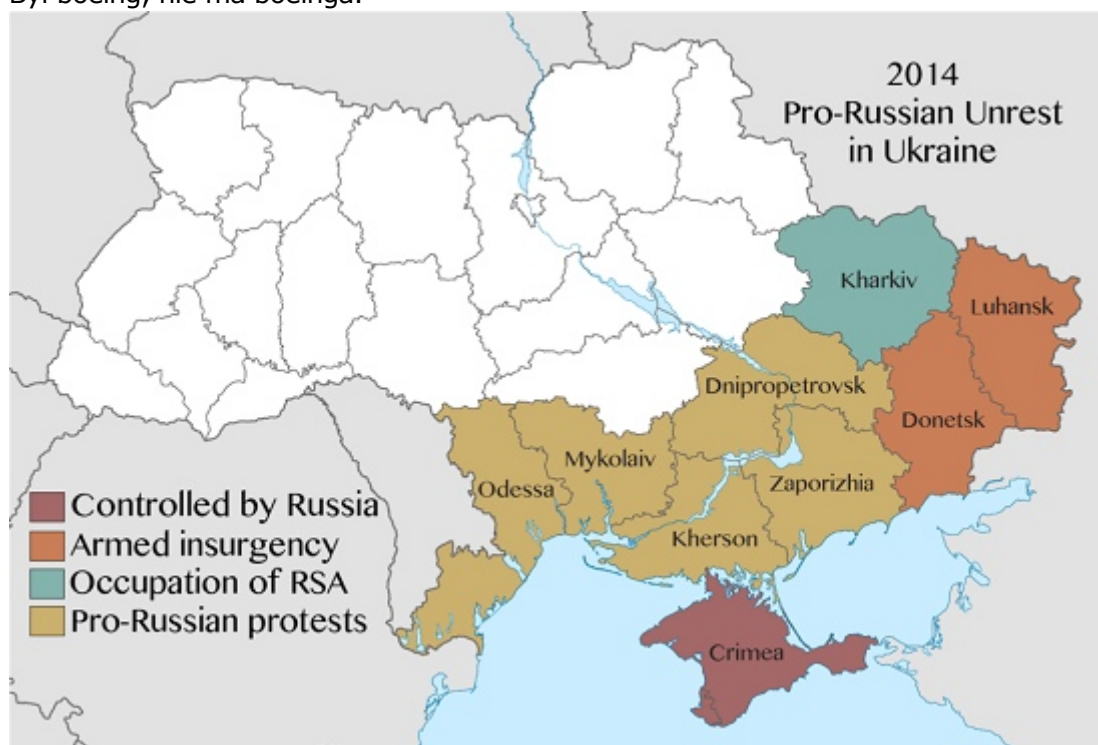 Był boeing, nie ma boeinga.
2014
Pro-Russian Unrest
in Ukraine
Kharkiv
Luhansk
Dnipropetrovsk
Donetsk
Mykolaiv
Odessa
Zaporizhia
Kherson
Crimea
Controlled by Russia
Armed insurgency
Occupation of RSA
Pro-Russian protests